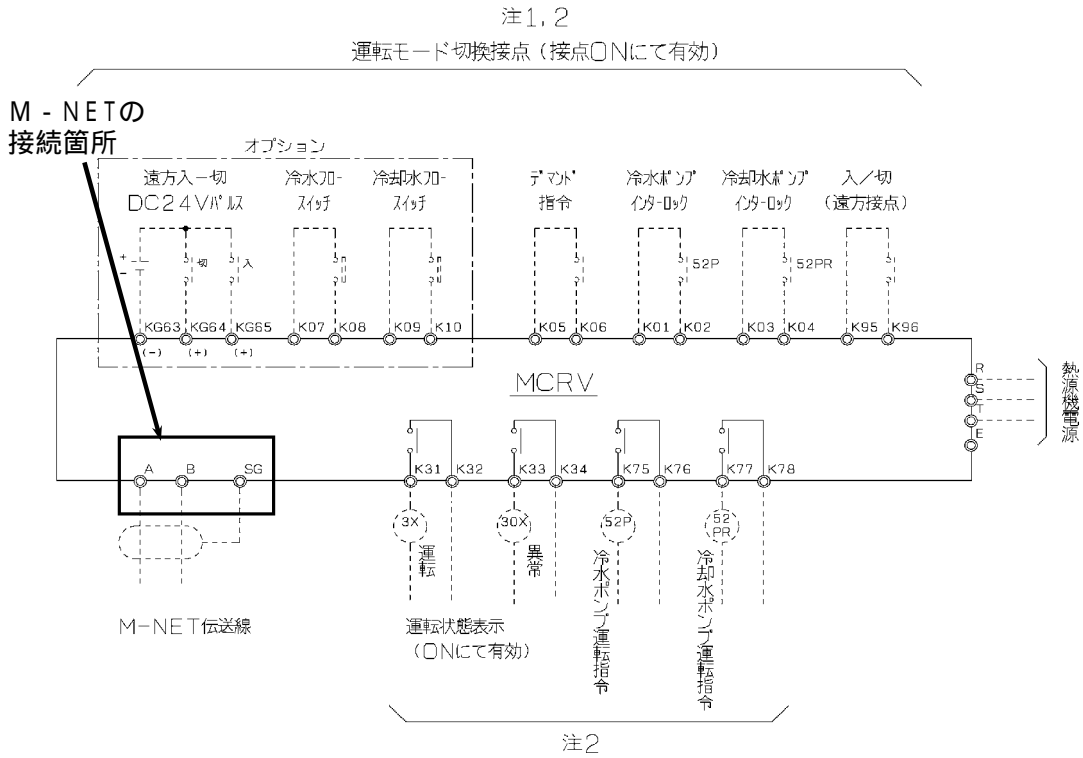 注1,2
運転モード切換接点(接点ONにて有効)
M-NETの
接続箇所
オプション
遠方入ー切
DC24Vパルス
冷水フロー
スイッチ
冷却水フロー
スイッチ
デマンド
指令
冷水ポンプ
インターロック
冷却水ポンプ
インターロック
入/切
(遠方接点)
+
-
切
入
52P
52PR
KG63
KG64
KG65
K07
K08
K09
K10
K05
K06
K01
K02
K03
K04
K95
K96
(-)
(+)
(+)
MCRV
R
S
T
E
熱源機電源
A
B
SG
K31
K32
K33
K34
K75
K76
K77
K78
3X
30X
52P
52
PR
運転
異常
冷水ポンプ運転指令
冷却水ポンプ運転指令
M-NET伝送線
運転状態表示
(ONにて有効)
注2